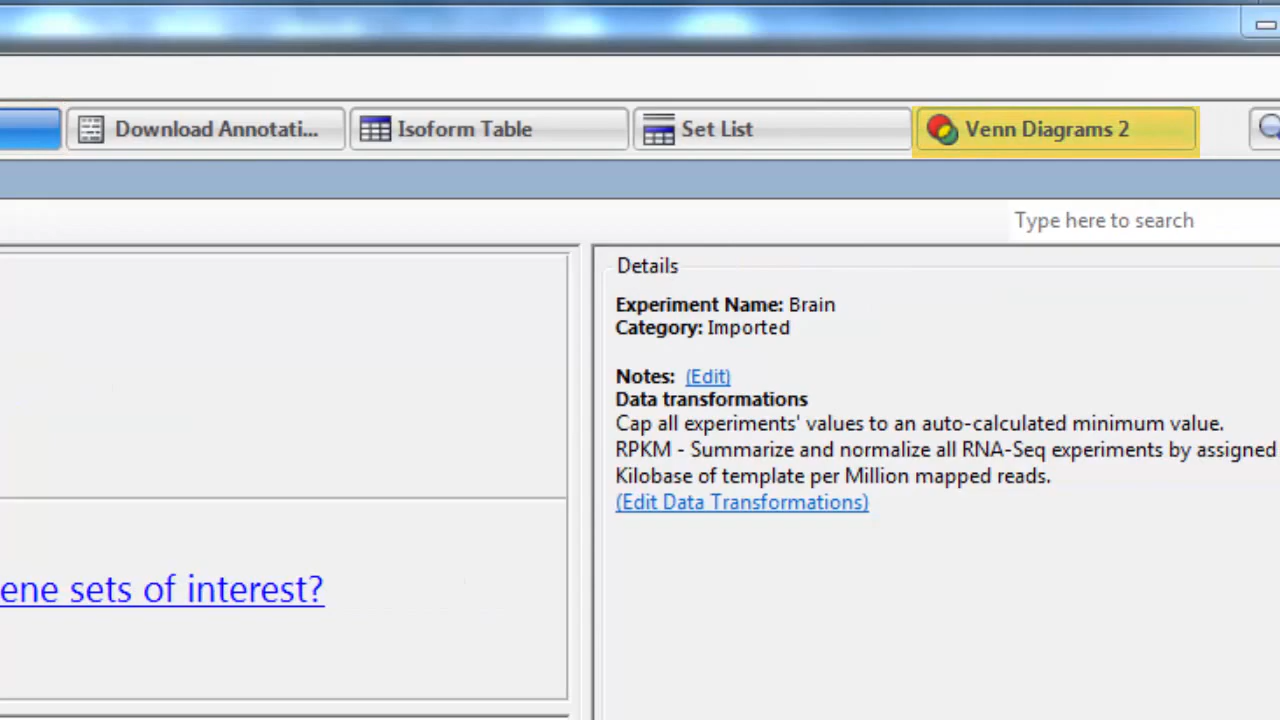 Download Annotati...
Isoform Table
Set List
Venn Diagrams 2
Type here to search
Details
Experiment Name: Brain
Category: Imported
Notes: (Edit)
Data transformations
Cap all experiments' values to an auto-calculated minimum value.
RPKM - Summarize and normalize all RNA-Seq experiments by assigned
Kilobase of template per Million mapped reads.
(Edit Data Transformations)
ene sets of interest?